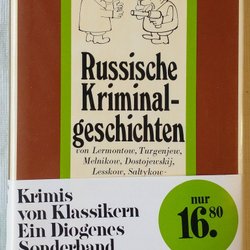 Russische
Kriminal-
geschichten
von Lermontow, Turgenjew,
Melnikow, Dostojewskij,
Lesskow, Saltykow-
Krimis
von Klassikern
Ein Diogenes
Sonderband
nur
16.80